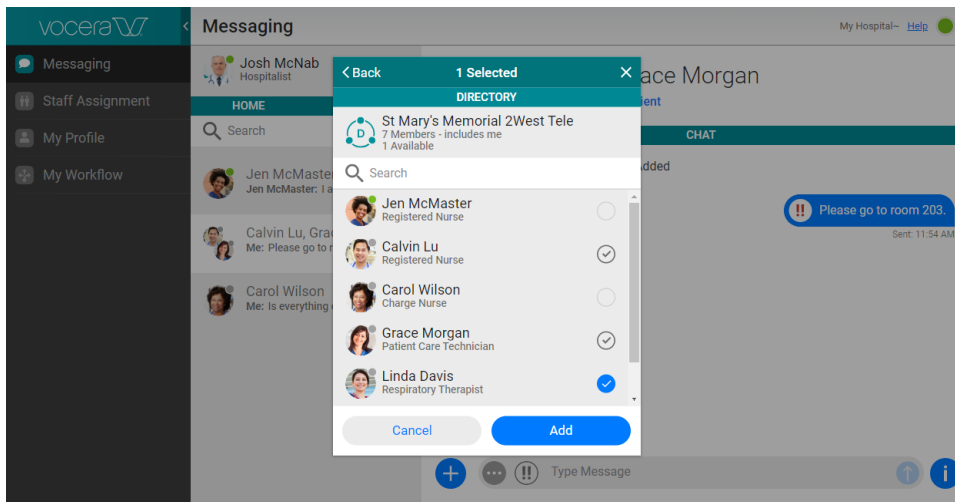 vocera
Messaging
My Hospital~ Help
Messaging
Staff Assignment
My Profile
My Workflow
Josh McNab
Hospitalist
HOME
Search
Jen McMaste
Jen McMaster: I a
Calvin Lu, Gra
Me: Please go to r
Carol Wilson
Me: Is everything
Back
1 Selected
DIRECTORY
D
St Mary's Memorial 2West Tele
7 Members - includes me
1 Available
Search
Jen McMaster
Registered Nurse
Calvin Lu
Registered Nurse
Carol Wilson
Charge Nurse
Grace Morgan
Patient Care Technician
Linda Davis
Respiratory Therapist
Cancel
Add
ace Morgan
ient
CHAT
Added
!! Please go to room 203.
Sent: 11:54 AM
!! Type Message
i